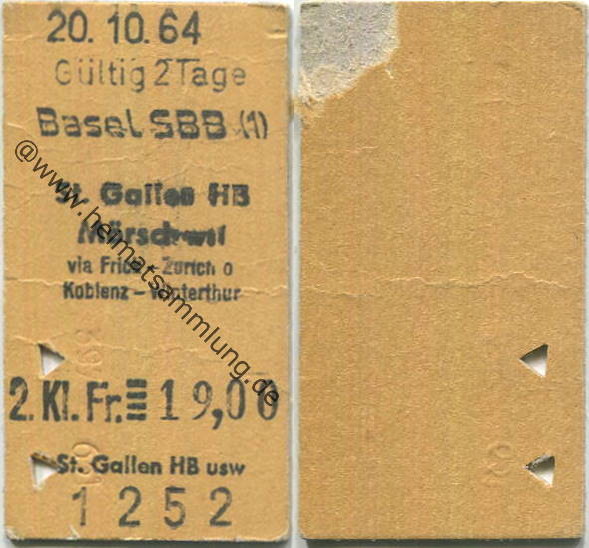 20. 10. 64
Gültig 2 Tage
Basel SBB (1)
St. Gallen HB
Mörschwil
via Frick - Zürich o
Koblenz - Winterthur
2. Kl. Fr. 19,00
St. Gallen HB usw
1252
@www.heimatsammlung.de